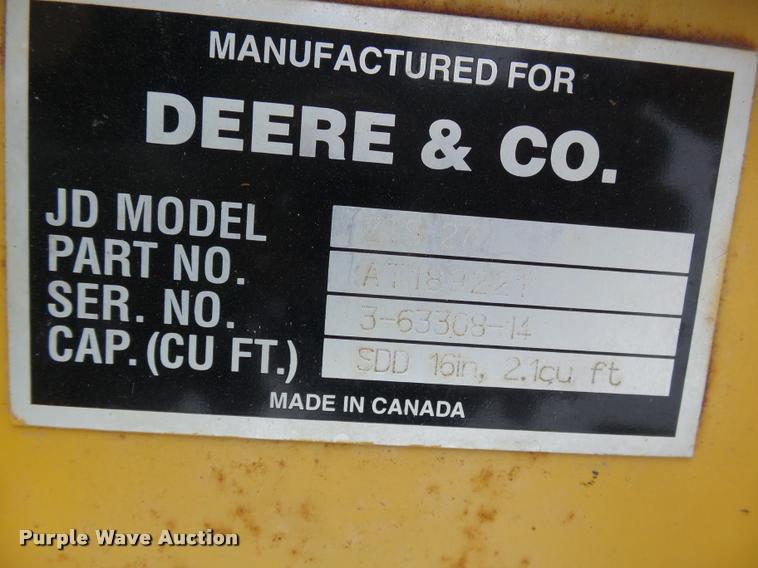 MANUFACTURED FOR
DEERE & CO.
JD MODEL
PART NO. AT189221
SER. NO. 3-63308-14
CAP. (CU FT.) SDD 16in, 2.1cu ft
MADE IN CANADA
Purple Wave Auction